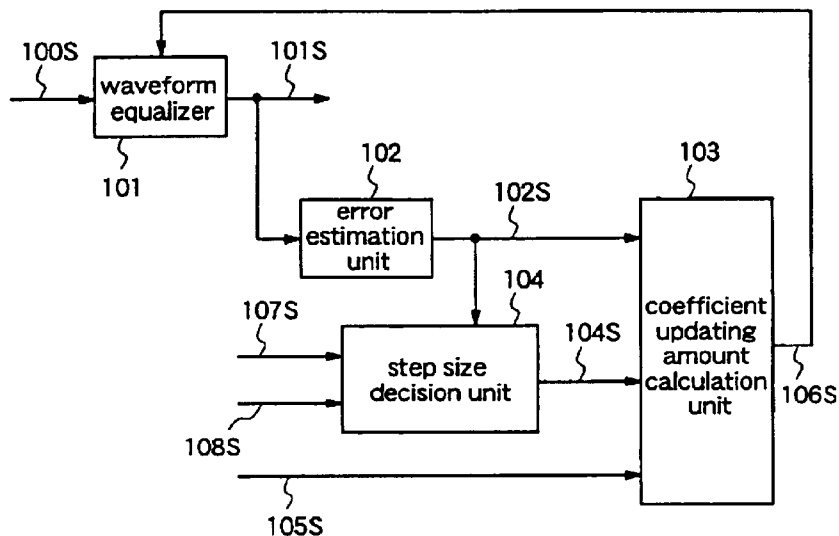 100S
waveform
equalizer
101S
101
102
error
estimation
unit
102S
103
107S
104
step size
decision unit
104S
coefficient
updating
amount
calculation
unit
106S
108S
105S